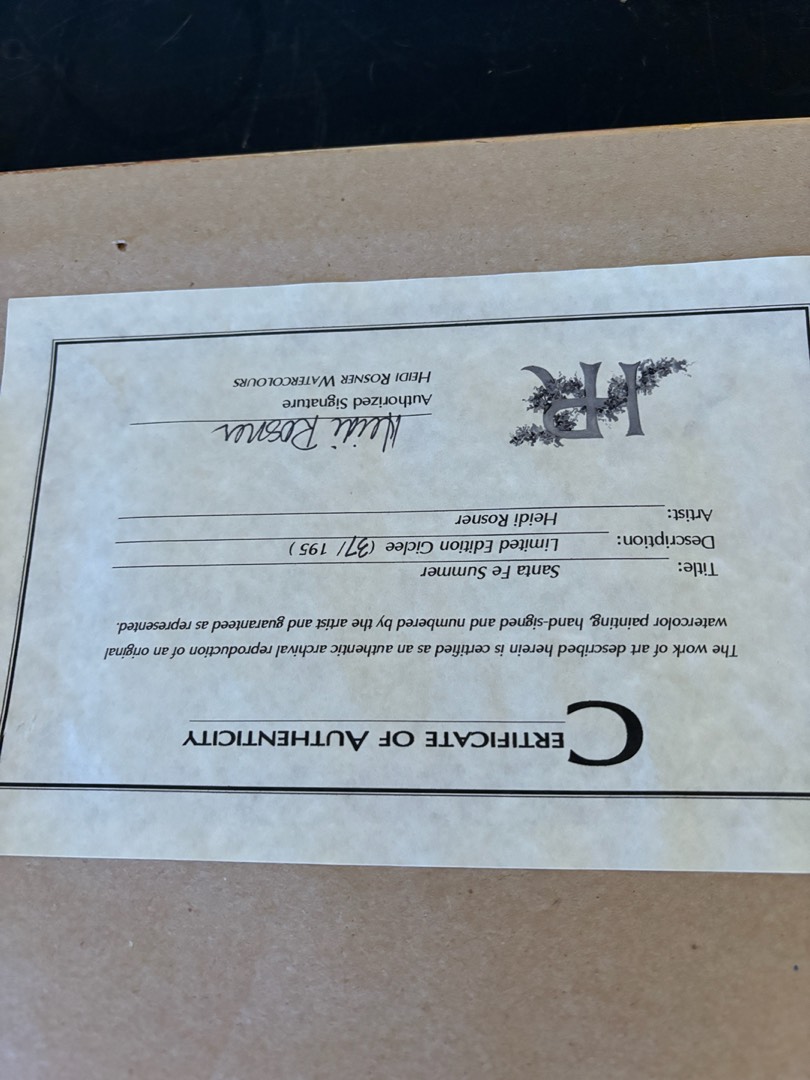 CERTIFICATE OF AUTHENTICITY
The work of art described herein is certified as an authentic archival reproduction of an original
watercolor painting, hand-signed and numbered by the artist and guaranteed as represented.
Title: Santa Fe Summer
Description: Limited Edition Giclee (37/ 195)
Artist: Heidi Rosner
HR
Heidi Rosner
Authorized Signature
HEIDI ROSNER WATERCOLOURS